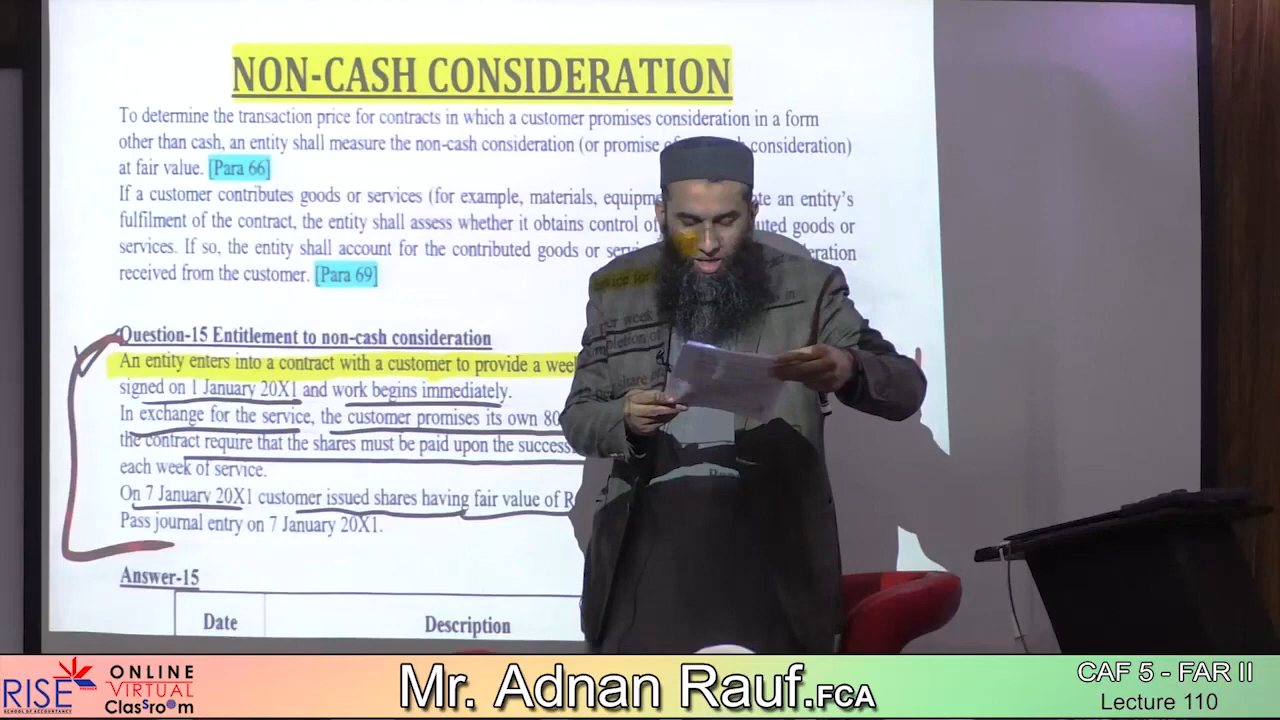 NON-CASH CONSIDERATION
To determine the transaction price for contracts in which a customer promises consideration in a form
other than cash, an entity shall measure the non-cash consideration (or promise consideration)
at fair value. [Para 66]
If a customer contributes goods or services (for example, materials, an entity's
fulfilment of the contract, the entity shall assess whether it obtains control goods or
services. If so, the entity shall account for the contributed goods or
received from the customer. [Para 69]
Question-15 Entitlement to non-cash consideration
An entity enters into a contract with a customer to provide a
signed on 1 January 20X1 and work begins immediately.
In exchange for the service, the customer promises its own
the contract require that the shares must be paid upon the
each week of service.
On 7 January 20X1 customer issued shares having fair value of
Pass journal entry on 7 January 20X1.
Answer-15
Date Description
RISE
SCHOOL OF ACCOUNTANCY
ONLINE
VIRTUAL
Classroom
Mr. Adnan Rauf.FCA
CAF 5 - FAR II
Lecture 110